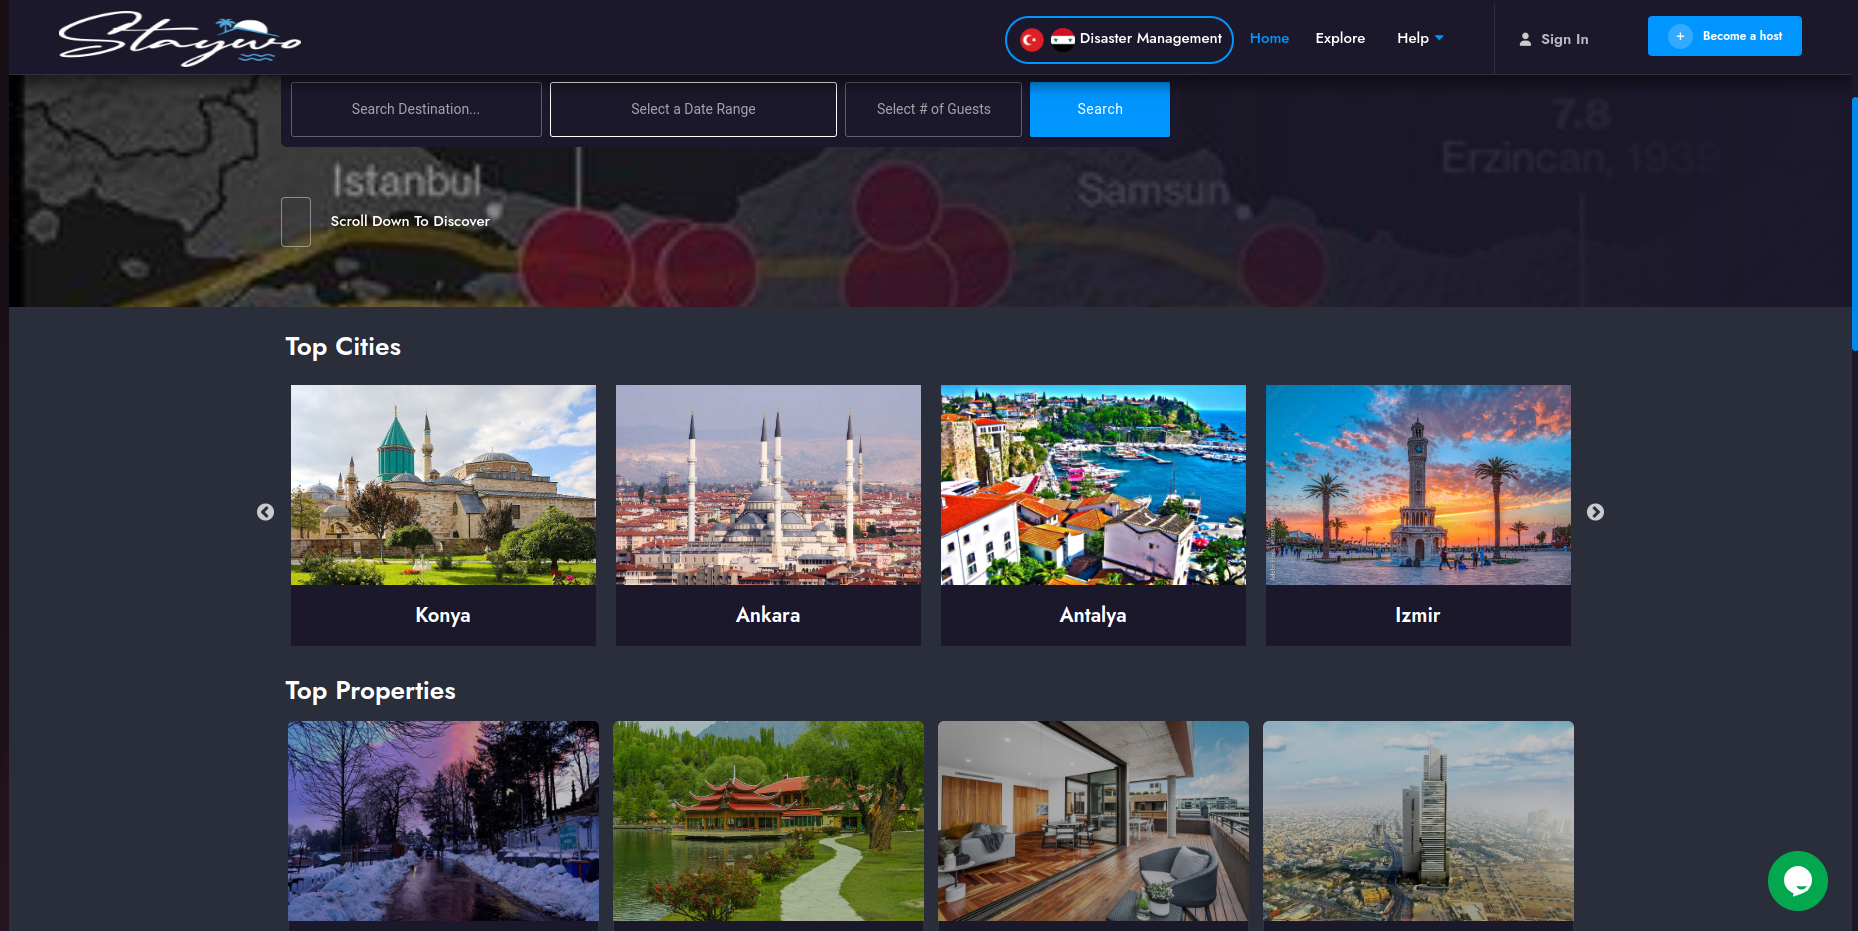 Staywo
Disaster Management
Home
Explore
Help
Sign In
Become a host
Search Destination...
Select a Date Range
Select # of Guests
Search
7.8
Erzincan, 1939
Istanbul
Samsun
Scroll Down To Discover
Top Cities
Konya
Ankara
Antalya
Izmir
Top Properties